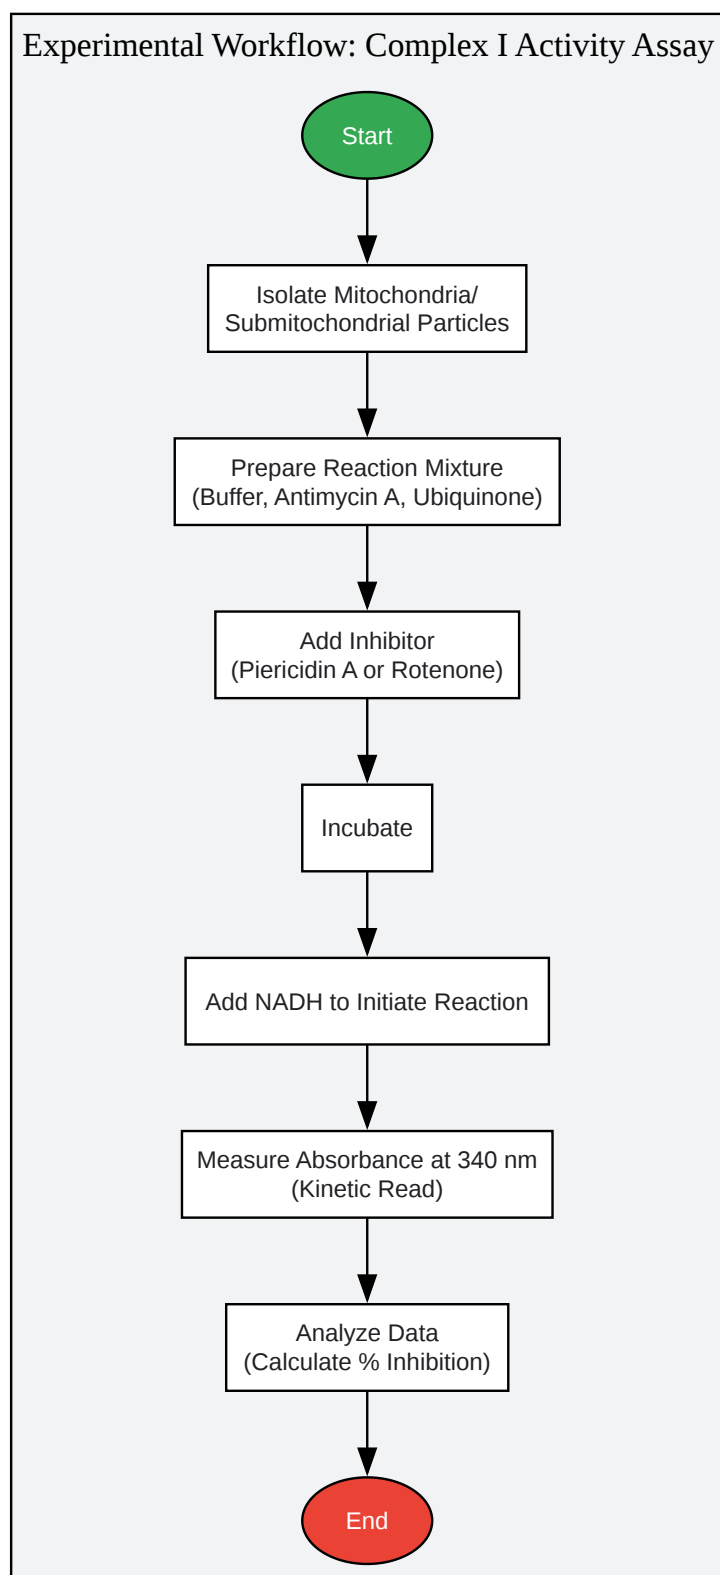 Experimental Workflow: Complex I Activity Assay
Start
Isolate Mitochondria/
Submitochondrial Particles
Prepare Reaction Mixture
(Buffer, Antimycin A, Ubiquinone)
Add Inhibitor
(Piericidin A or Rotenone)
Incubate
Add NADH to Initiate Reaction
Measure Absorbance at 340 nm
(Kinetic Read)
Analyze Data
(Calculate % Inhibition)
End